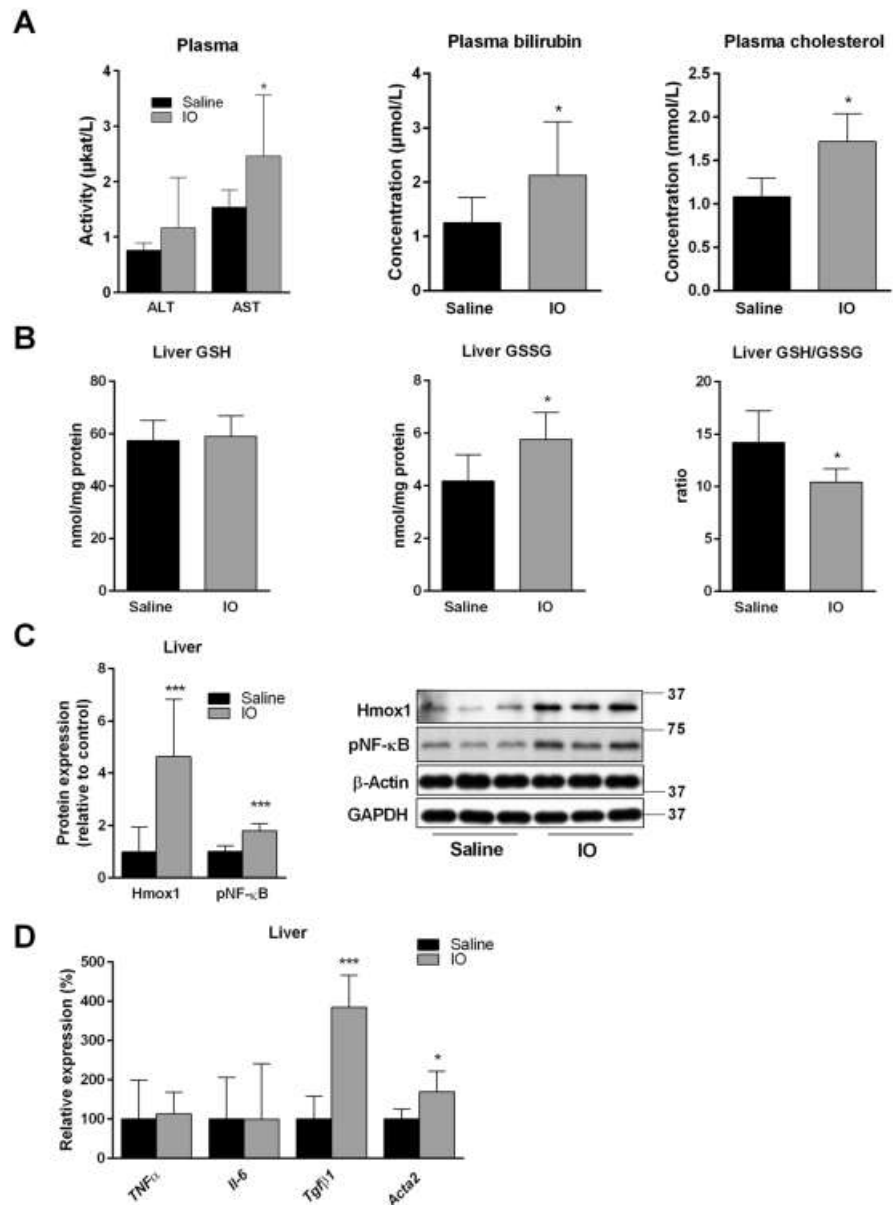 A
Plasma
Activity (µkat/L)
4
3
2
1
0
Saline
IO
*
ALT
AST
Plasma bilirubin
Concentration (µmol/L)
4
3
2
1
0
*
Saline
IO
Plasma cholesterol
Concentration (mmol/L)
2.5
2.0
1.5
1.0
0.5
0.0
*
Saline
IO
B
Liver GSH
nmol/mg protein
80
60
40
20
0
Saline
IO
Liver GSSG
nmol/mg protein
8
6
4
2
0
*
Saline
IO
Liver GSH/GSSG
ratio
20
15
10
5
0
*
Saline
IO
C
Liver
Protein expression
(relative to control)
8
6
4
2
0
***
Saline
IO
***
Hmox1
pNF-κB
Hmox1
37
pNF-κB
75
β-Actin
37
GAPDH
37
Saline
IO
D
Liver
Relative expression (%)
500
400
300
200
100
0
Saline
IO
***
*
TNFα
Il-6
Tgfβ1
Acta2